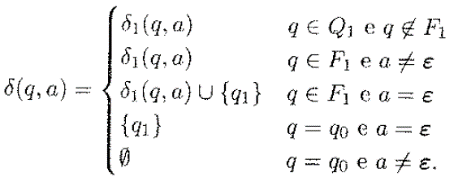 δ(q, a) = {
δ₁(q, a) q ∈ Q₁ e q ∉ F₁
δ₁(q, a) q ∈ F₁ e a ≠ ε
δ₁(q, a) ∪ {q₁} q ∈ F₁ e a = ε
{q₁} q = q₀ e a = ε
∅ q = q₀ e a ≠ ε.